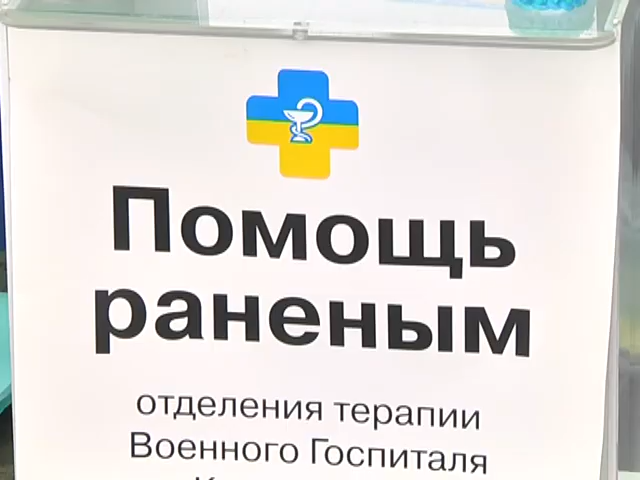 Помощь
раненым
отделения терапии
Военного Госпиталя